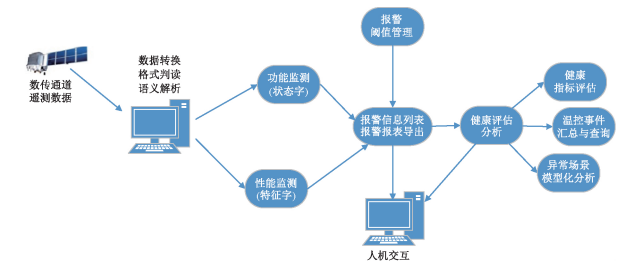 数传通道
遥测数据
数据转换
格式判读
语义解析
功能监测
(状态字)
性能监测
(特征字)
报警
阈值管理
报警信息列表
报警报表导出
人机交互
健康评估
分析
健康
指标评估
温控事件
汇总与查询
异常场景
模型化分析